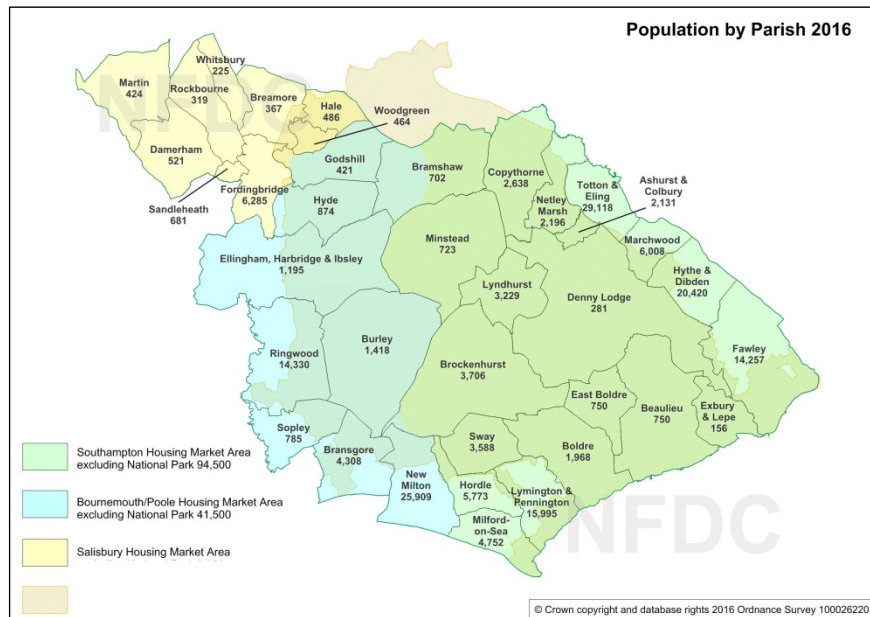 Population by Parish 2016
NFDC
Whitsbury
225
Martin
424
Rockbourne
319
Breamore
367
Hale
486
Woodgreen
464
Damerham
521
Godshill
421
Bramshaw
702
Copythorne
2,638
Ashurst &
Colbury
2,131
Totton &
Eling
29,118
Fordingbridge
6,285
Sandleheath
681
Hyde
874
Netley
Marsh
2,196
Marchwood
6,008
Minstead
723
Ellingham, Harbridge & Ibsley
1,195
Hythe &
Dibden
20,420
Lyndhurst
3,229
Denny Lodge
281
Burley
1,418
Ringwood
14,330
Fawley
14,257
Brockenhurst
3,706
East Boldre
750
Beaulieu
750
Exbury
& Lepe
156
Sopley
785
Bransgore
4,308
Sway
3,588
Boldre
1,968
New
Milton
25,909
Hordle
5,773
Lymington &
Pennington
15,995
Milford-
on-Sea
4,752
NFDC
Southampton Housing Market Area
excluding National Park 94,500
Bournemouth/Poole Housing Market Area
excluding National Park 41,500
Salisbury Housing Market Area
© Crown copyright and database rights 2016 Ordnance Survey 100026220